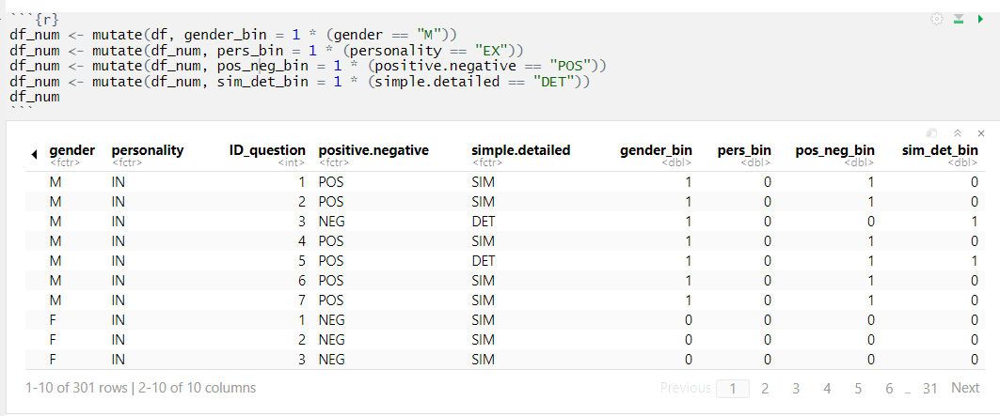 ```{r}
df_num <- mutate(df, gender_bin = 1 * (gender == "M"))
df_num <- mutate(df_num, pers_bin = 1 * (personality == "EX"))
df_num <- mutate(df_num, pos_neg_bin = 1 * (positive.negative == "POS"))
df_num <- mutate(df_num, sim_det_bin = 1 * (simple.detailed == "DET"))
df_num
```
gender personality ID_question positive.negative simple.detailed gender_bin pers_bin pos_neg_bin sim_det_bin
<fctr> <fctr> <int> <fctr> <fctr> <dbl> <dbl> <dbl> <dbl>
M IN 1 POS SIM 1 0 1 0
M IN 2 POS SIM 1 0 1 0
M IN 3 NEG DET 1 0 0 1
M IN 4 POS SIM 1 0 1 0
M IN 5 POS DET 1 0 1 1
M IN 6 POS SIM 1 0 1 0
M IN 7 POS SIM 1 0 1 0
F IN 1 NEG SIM 0 0 0 0
F IN 2 NEG SIM 0 0 0 0
F IN 3 NEG SIM 0 0 0 0
1-10 of 301 rows | 2-10 of 10 columns Previous 1 2 3 4 5 6 ... 31 Next